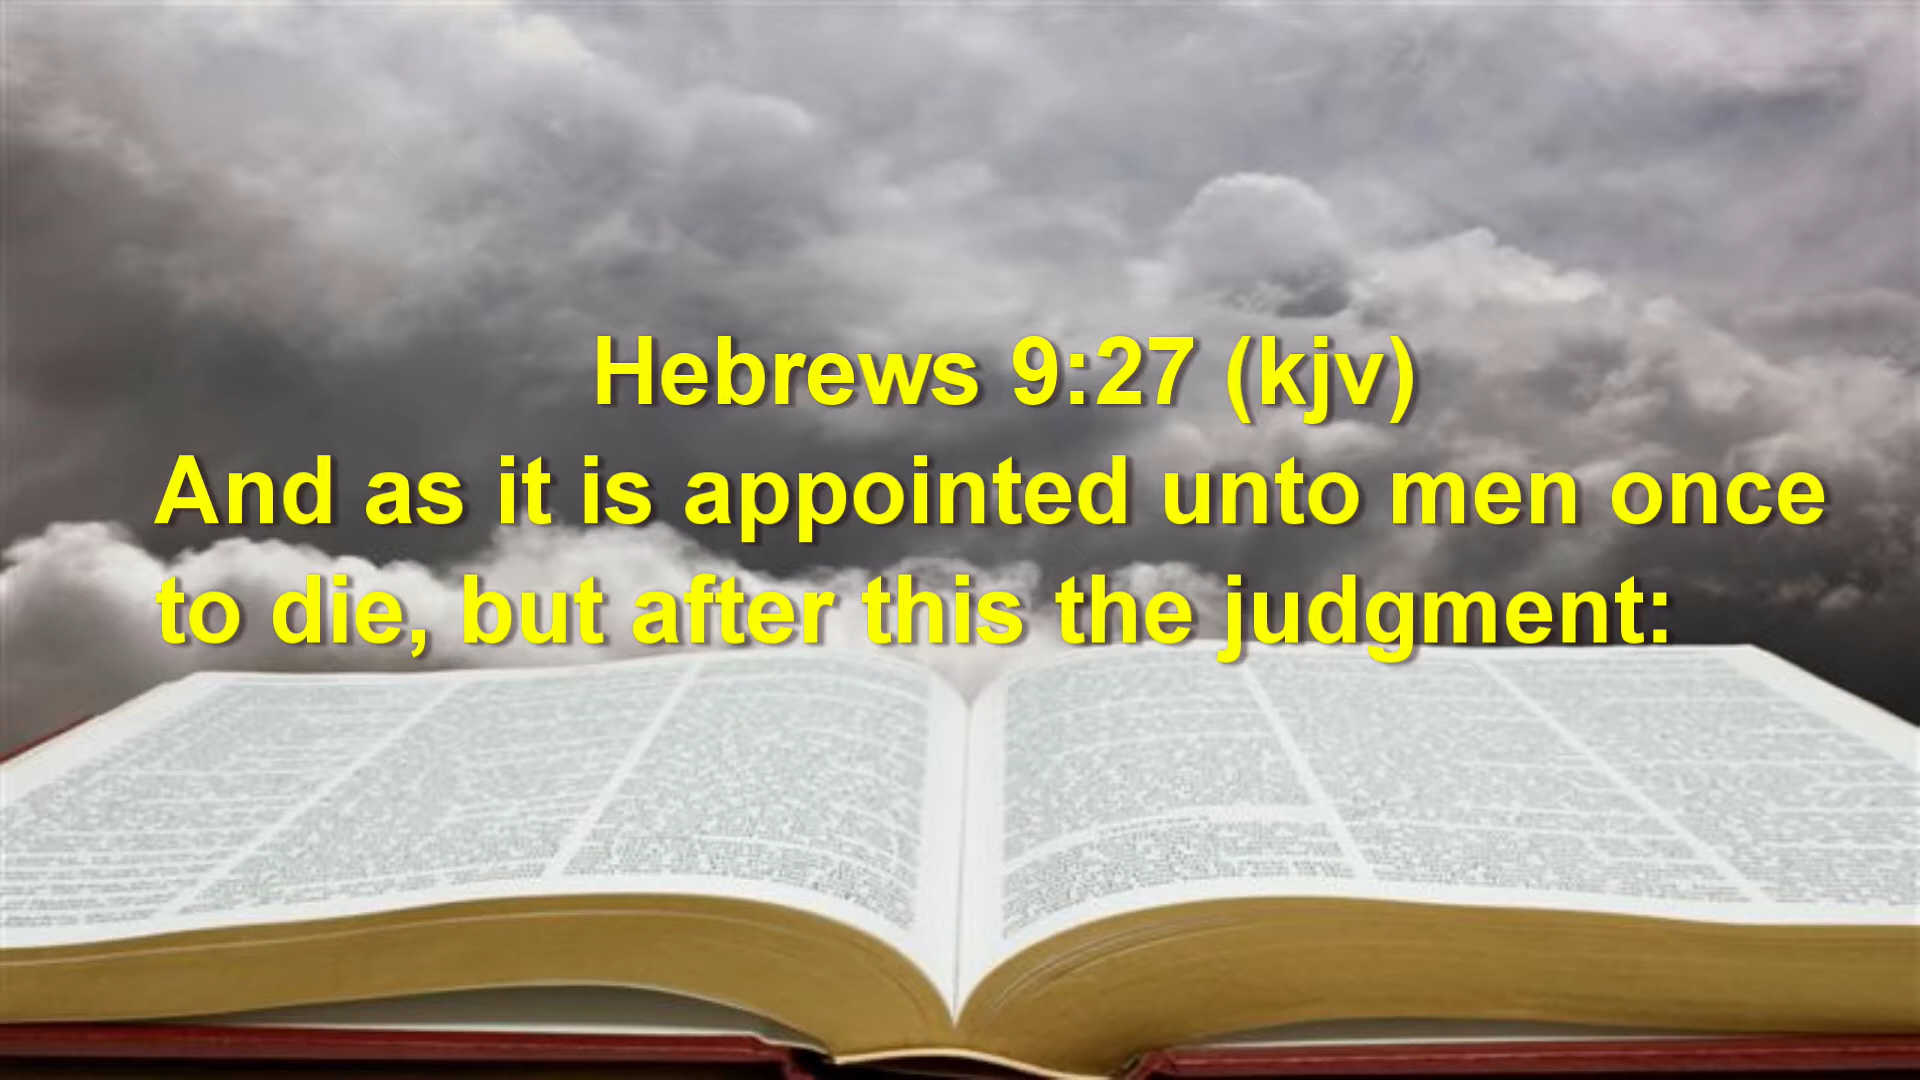 Hebrews 9:27 (kjv)
And as it is appointed unto men once
to die, but after this the judgment: